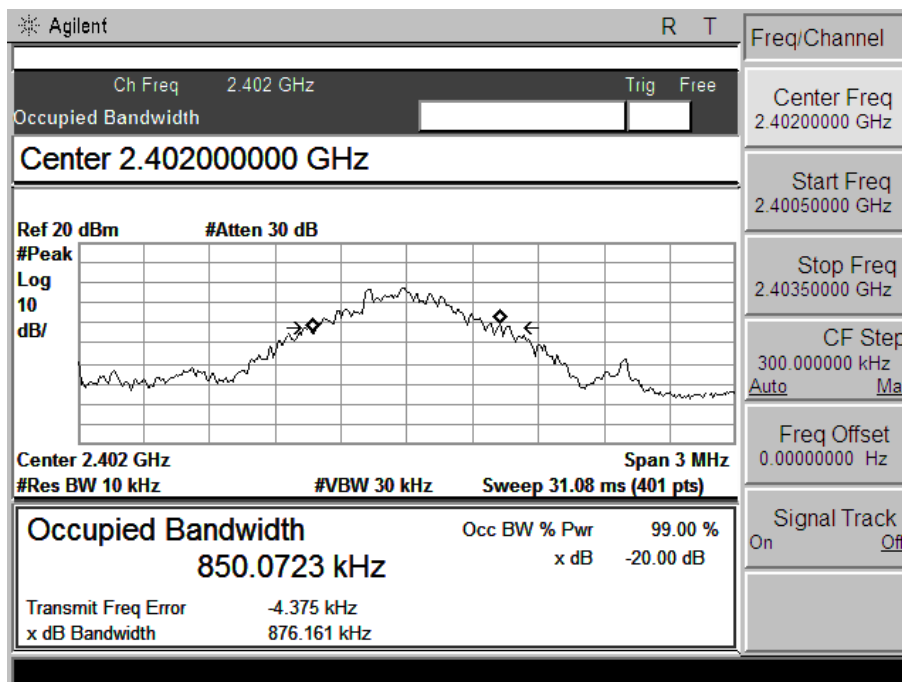 Agilent R T
Ch Freq 2.402 GHz Trig Free
Occupied Bandwidth
Center 2.402000000 GHz
Ref 20 dBm #Atten 30 dB
#Peak
Log
10
dB/
Center 2.402 GHz Span 3 MHz
#Res BW 10 kHz #VBW 30 kHz Sweep 31.08 ms (401 pts)
Occupied Bandwidth Occ BW % Pwr 99.00 %
850.0723 kHz x dB -20.00 dB
Transmit Freq Error -4.375 kHz
x dB Bandwidth 876.161 kHz
Freq/Channel
Center Freq
2.40200000 GHz
Start Freq
2.40050000 GHz
Stop Freq
2.40350000 GHz
CF Step
300.000000 kHz
Auto Ma
Freq Offset
0.00000000 Hz
Signal Track
On Off